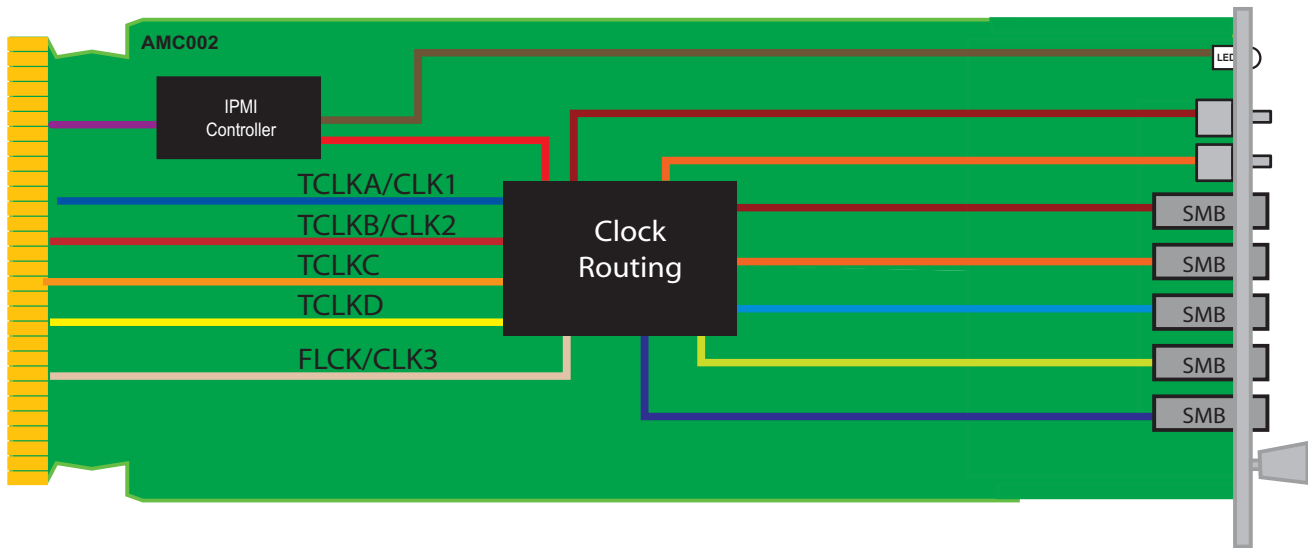 AMC002
LED
IPMI
Controller
TCLKA/CLK1
TCLKB/CLK2
TCLKC
TCLKD
FLCK/CLK3
Clock
Routing
SMB
SMB
SMB
SMB
SMB